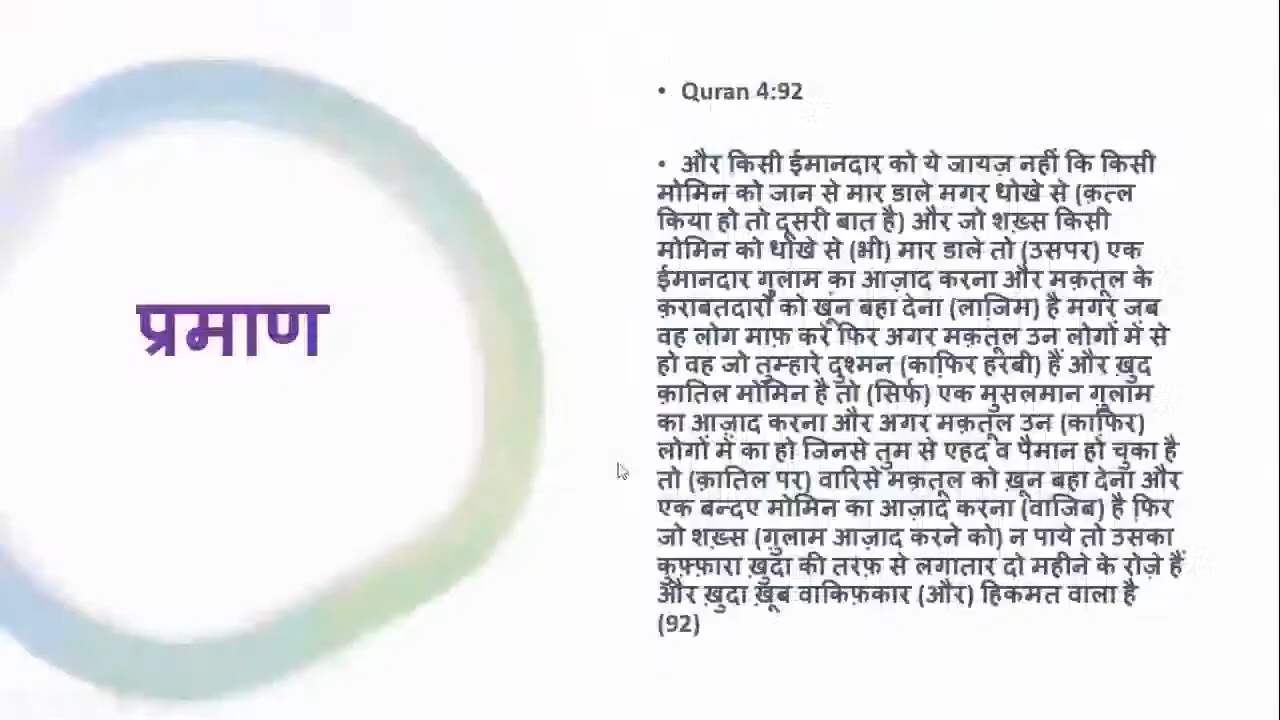 प्रमाण
• Quran 4:92
• और किसी ईमानदार को ये जायज़ नहीं कि किसी
मोमिन को जान से मार डाले मगर धोखे से (क़त्ल
किया हो तो दूसरी बात है) और जो शख़्स किसी
मोमिन को धोखे से (भी) मार डाले तो (उसपर) एक
ईमानदार गुलाम का आज़ाद करना और मक़तूल के
क़राबतदारों को खूंन बहा देना (लाज़िम) है मगर जब
वह लोग माफ़ करें फिर अगर मक़तूल उन लोगों में से
हो वह जो तुम्हारे दुश्मन (काफ़िर हरबी) हैं और ख़ुद
क़ातिल मोमिन है तो (सिर्फ) एक मुसलमान ग़ुलाम
का आज़ाद करना और अगर मक़तूल उन (काफ़िर)
लोगों में का हो जिनसे तुम से एहद व पैमान हो चुका है
तो (क़ातिल पर) वारिसे मक़तूल को ख़ून बहा देना और
एक बन्दए मोमिन का आज़ाद करना (वाजिब) है फ़िर
जो शख़्स (ग़ुलाम आज़ाद करने को) न पाये तो उसका
कुफ़्फ़ारा ख़ुदा की तरफ़ से लगातार दो महीने के रोज़े हैं
और ख़ुदा ख़ूब वाकिफ़कार (और) हिकमत वाला है
(92)